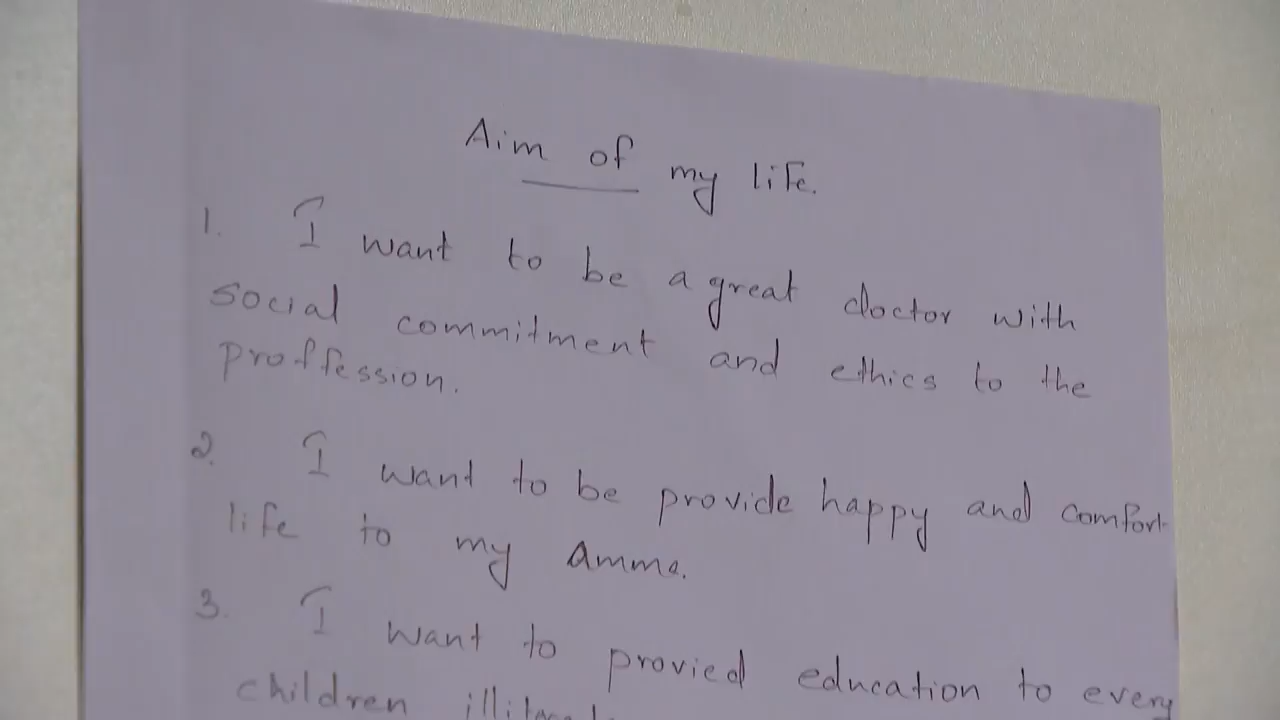 Aim of my life.
1. I want to be a great doctor with
social commitment and ethics to the
proffession.
2. I want to be provide happy and comfort
life to my amma.
3. I want to provied education to every
children